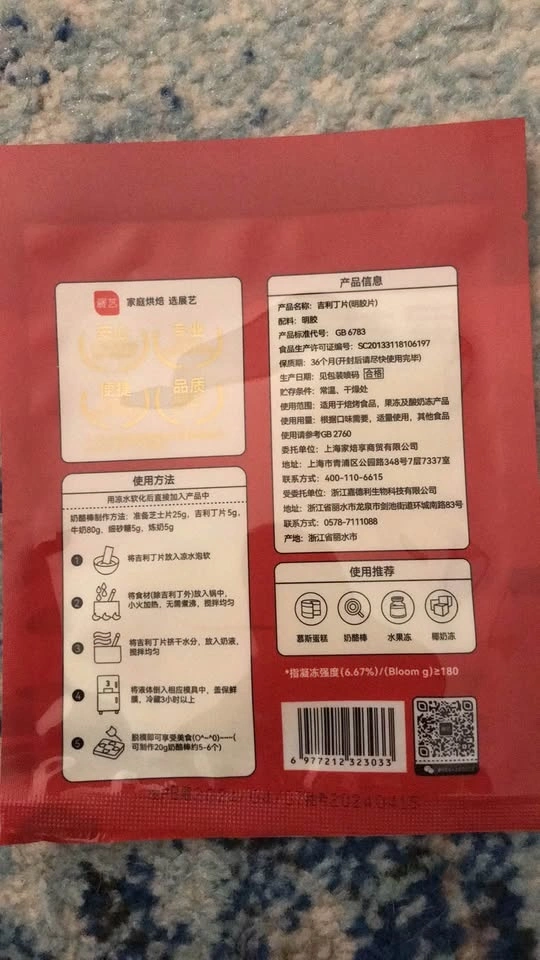 展艺 家庭烘焙 选展艺
专业
便捷 品质
使用方法
用凉水软化后直接加入产品中
奶酪棒制作方法: 准备芝士片25g, 吉利丁片5g,
牛奶80g, 细砂糖5g, 炼奶5g
1 将吉利丁片放入凉水泡软
2 将食材(除吉利丁外)放入锅中,
小火加热, 无需煮沸, 搅拌均匀
3 将吉利丁片挤干水分, 放入奶液,
搅拌均匀
4 将液体倒入相应模具中, 盖保鲜
膜, 冷藏3小时以上
5 脱模即可享受美食(O^~^O)~~~(
可制作20g奶酪棒约5-6个)
产品信息
产品名称: 吉利丁片(明胶片)
配料: 明胶
产品标准代号: GB 6783
食品生产许可证编号: SC20133118106197
保质期: 36个月(开封后请尽快使用完毕)
生产日期: 见包装喷码 合格
贮存条件: 常温、干燥处
使用范围: 适用于焙烤食品, 果冻及酸奶冻产品
使用用量: 根据口味需要, 适量使用, 其他食品
使用请参考GB 2760
委托单位: 上海家焙享商贸有限公司
地址: 上海市青浦区公园路348号7层7337室
联系方式: 400-110-6615
受委托单位: 浙江嘉德利生物科技有限公司
地址: 浙江省丽水市龙泉市剑池街道环城南路83号
联系方式: 0578-7111088
产地: 浙江省丽水市
使用推荐
慕斯蛋糕 奶酪棒 水果冻 椰奶冻
*指凝冻强度(6.67%)/(Bloom g)≥180
6 977212 323033
20240415